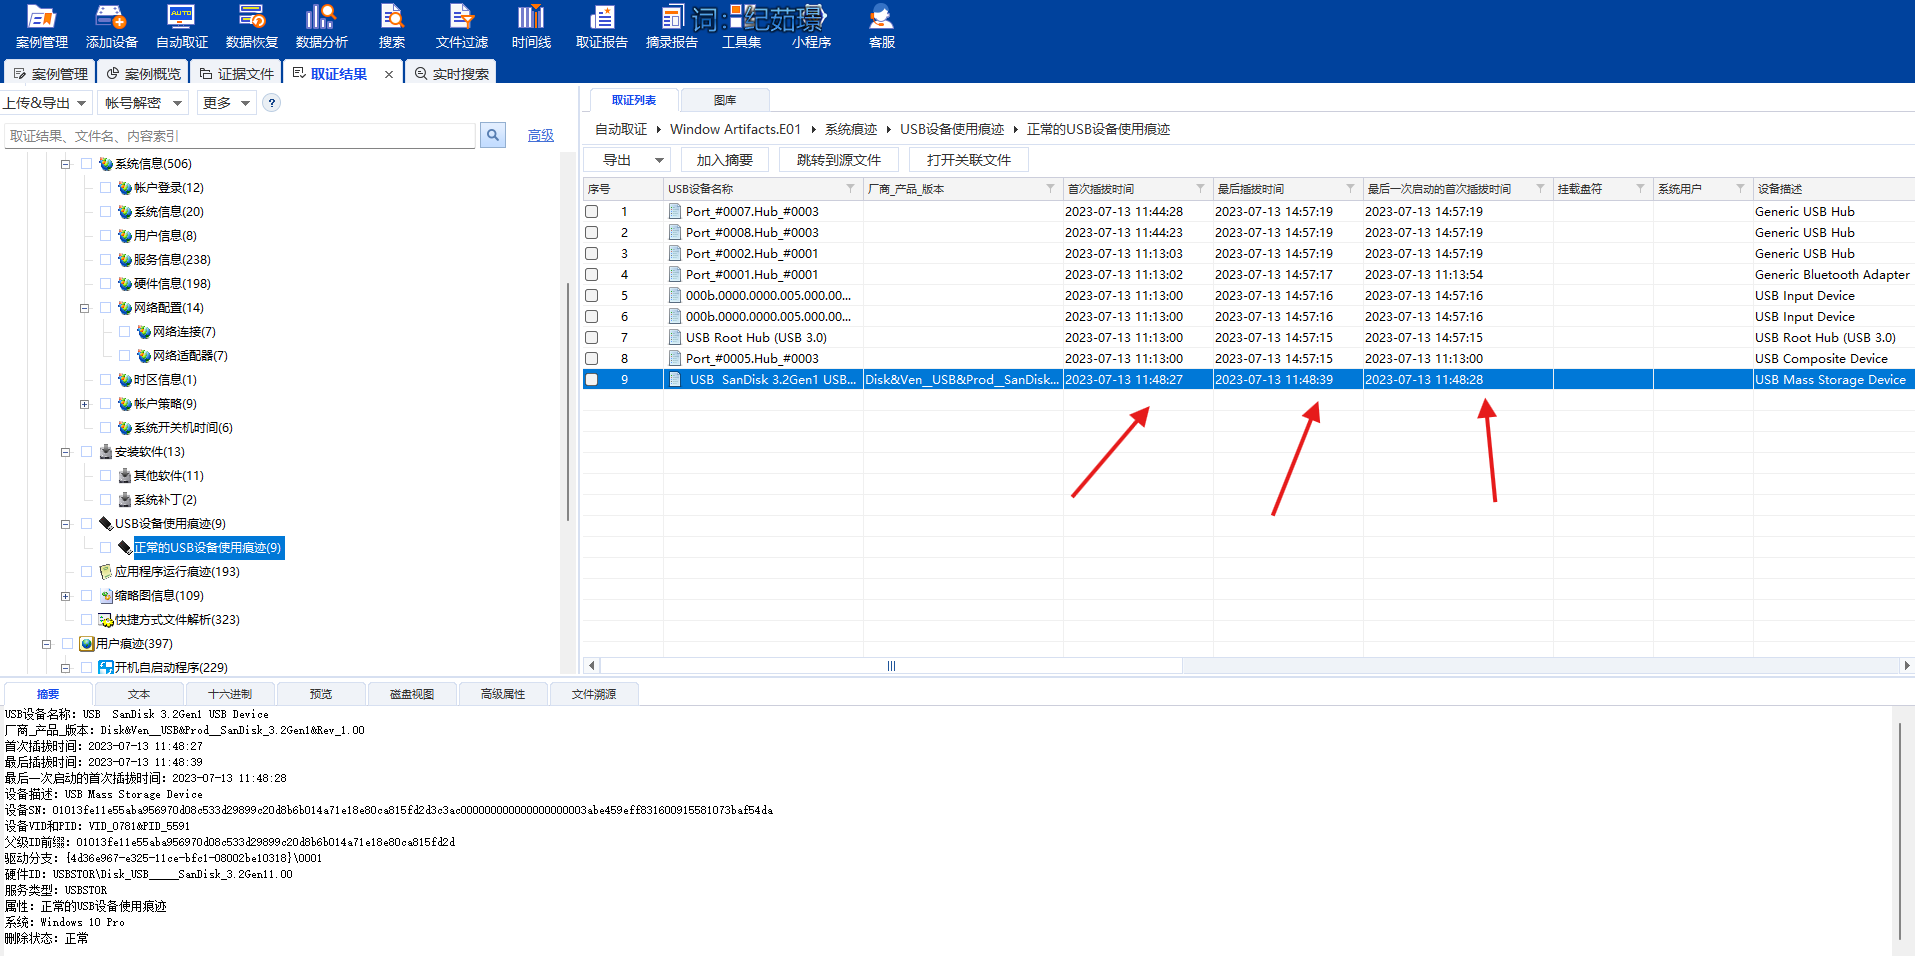 案例管理 添加设备 自动取证 数据恢复 数据分析 搜索 文件过滤 时间线 取证报告 摘录报告 工具集 小程序 客服
词：纪茹璟
案例管理 案例概览 证据文件 取证结果 × 实时搜索
上传&导出 帐号解密 更多 ?
取证结果、文件名、内容索引 高级
系统信息(506)
帐户登录(12)
系统信息(20)
用户信息(8)
服务信息(238)
硬件信息(198)
网络配置(14)
网络连接(7)
网络适配器(7)
时区信息(1)
帐户策略(9)
系统开关机时间(6)
安装软件(13)
其他软件(11)
系统补丁(2)
USB设备使用痕迹(9)
正常的USB设备使用痕迹(9)
应用程序运行痕迹(193)
缩略图信息(109)
快捷方式文件解析(323)
用户痕迹(397)
开机自启动程序(229)
取证列表 图库
自动取证 Window Artifacts.E01 系统痕迹 USB设备使用痕迹 正常的USB设备使用痕迹
导出 加入摘要 跳转到源文件 打开关联文件
序号 USB设备名称 厂商_产品_版本 首次插拔时间 最后插拔时间 最后一次启动的首次插拔时间 挂载盘符 系统用户 设备描述
1 Port_#0007.Hub_#0003 2023-07-13 11:44:28 2023-07-13 14:57:19 2023-07-13 14:57:19 Generic USB Hub
2 Port_#0008.Hub_#0003 2023-07-13 11:44:23 2023-07-13 14:57:19 2023-07-13 14:57:19 Generic USB Hub
3 Port_#0002.Hub_#0001 2023-07-13 11:13:03 2023-07-13 14:57:19 2023-07-13 14:57:19 Generic USB Hub
4 Port_#0001.Hub_#0001 2023-07-13 11:13:02 2023-07-13 14:57:17 2023-07-13 11:13:54 Generic Bluetooth Adapter
5 000b.0000.0000.005.000.00... 2023-07-13 11:13:00 2023-07-13 14:57:16 2023-07-13 14:57:16 USB Input Device
6 000b.0000.0000.005.000.00... 2023-07-13 11:13:00 2023-07-13 14:57:16 2023-07-13 14:57:16 USB Input Device
7 USB Root Hub (USB 3.0) 2023-07-13 11:13:00 2023-07-13 14:57:15 2023-07-13 14:57:15 USB Root Hub (USB 3.0)
8 Port_#0005.Hub_#0003 2023-07-13 11:13:00 2023-07-13 14:57:15 2023-07-13 11:13:00 USB Composite Device
9 USB  SanDisk 3.2Gen1 USB... Disk&Ven__USB&Prod__SanDisk... 2023-07-13 11:48:27 2023-07-13 11:48:39 2023-07-13 11:48:28 USB Mass Storage Device
摘要 文本 十六进制 预览 磁盘视图 高级属性 文件溯源
USB设备名称: USB  SanDisk 3.2Gen1 USB Device
厂商_产品_版本: Disk&Ven__USB&Prod__SanDisk_3.2Gen1&Rev_1.00
首次插拔时间: 2023-07-13 11:48:27
最后插拔时间: 2023-07-13 11:48:39
最后一次启动的首次插拔时间: 2023-07-13 11:48:28
设备描述: USB Mass Storage Device
设备SN: 01013fe11e55aba956970d08c533d29899c20d8b6b014a71e18e80ca815fd2d3c3ac000000000000000000003abe459eff831600915581073baf54da
设备VID和PID: VID_0781&PID_5591
父级ID前缀: 01013fe11e55aba956970d08c533d29899c20d8b6b014a71e18e80ca815fd2d
驱动分支: {4d36e967-e325-11ce-bfc1-08002be10318}\0001
硬件ID: USBSTOR\Disk_USB_____SanDisk_3.2Gen11.00
服务类型: USBSTOR
属性: 正常的USB设备使用痕迹
系统: Windows 10 Pro
删除状态: 正常